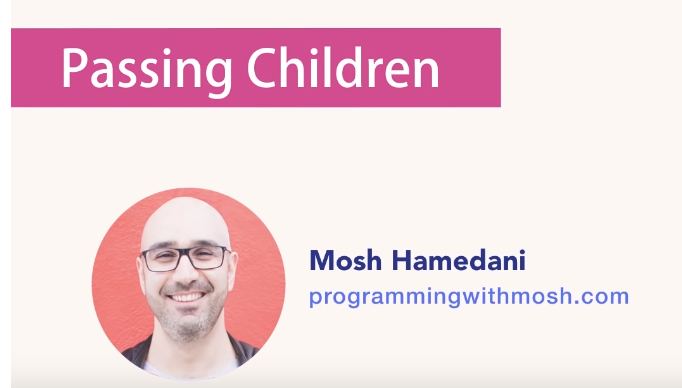 Passing Children
Mosh Hamedani
programmingwithmosh.com